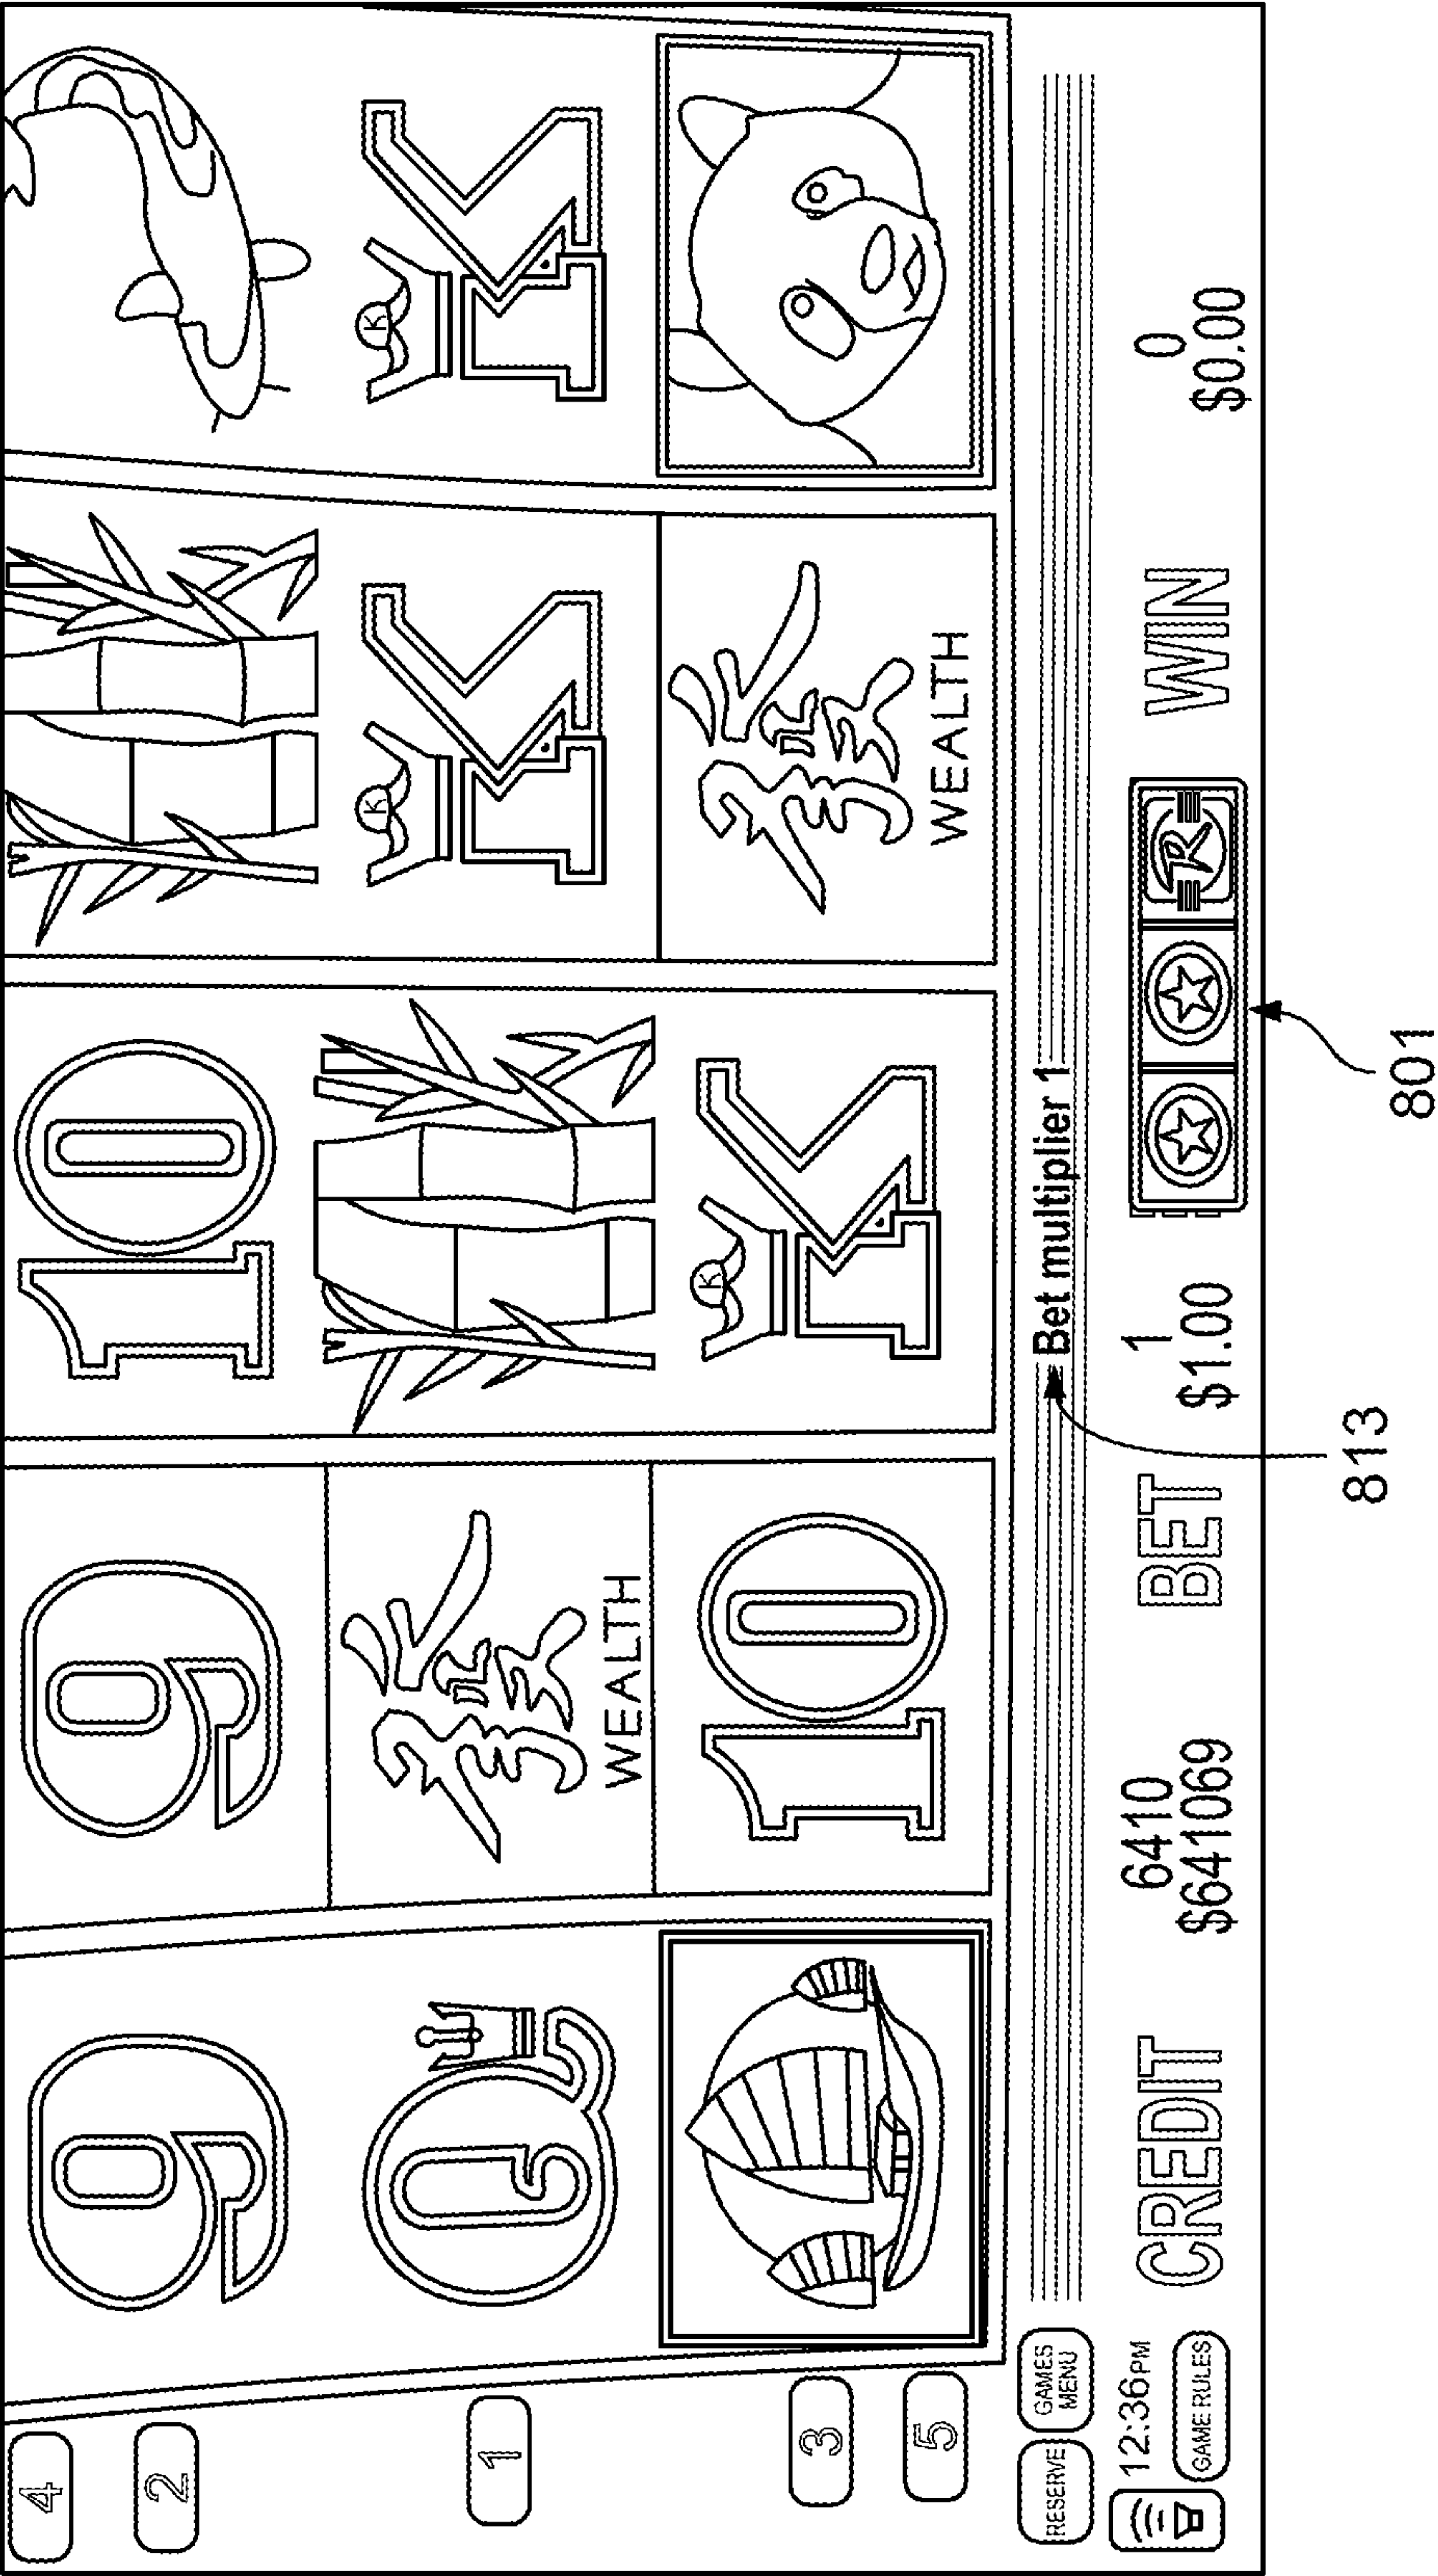 4
2 9 9 10
1 Q K K K K
WEALTH
3 10 K K
WEALTH
5
RESERVE
GAMES MENU
Bet multiplier 1
12:36PM
GAME RULES
CREDIT
6410
$641069
BET
1
$1.00
R
WIN
0
$0.00
813
801